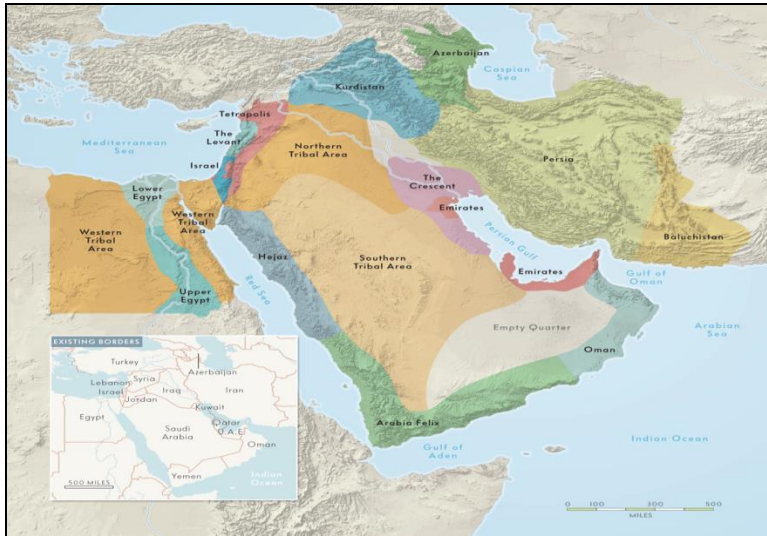 Azerbaijan
Caspian
Sea
Kurdistan
Tetrapolis
The
Levant
Mediterranean
Sea
Northern
Tribal Area
Persia
Israel
The
Crescent
Lower
Egypt
Western
Tribal
Area
Western
Tribal
Area
Emirates
Baluchistan
Persian Gulf
Hejaz
Southern
Tribal Area
Emirates
Gulf of
Oman
Upper
Egypt
Red Sea
Empty Quarter
Arabian
Sea
Oman
Arabia Felix
Gulf of
Aden
Indian Ocean
EXISTING BORDERS
Turkey
Azerbaijan
Lebanon
Syria
Israel
Iraq
Iran
Jordan
Kuwait
Egypt
Qatar
Saudi
Arabia
U.A.E.
Oman
Yemen
Indian
Ocean
500 MILES
0 100 300 500
MILES